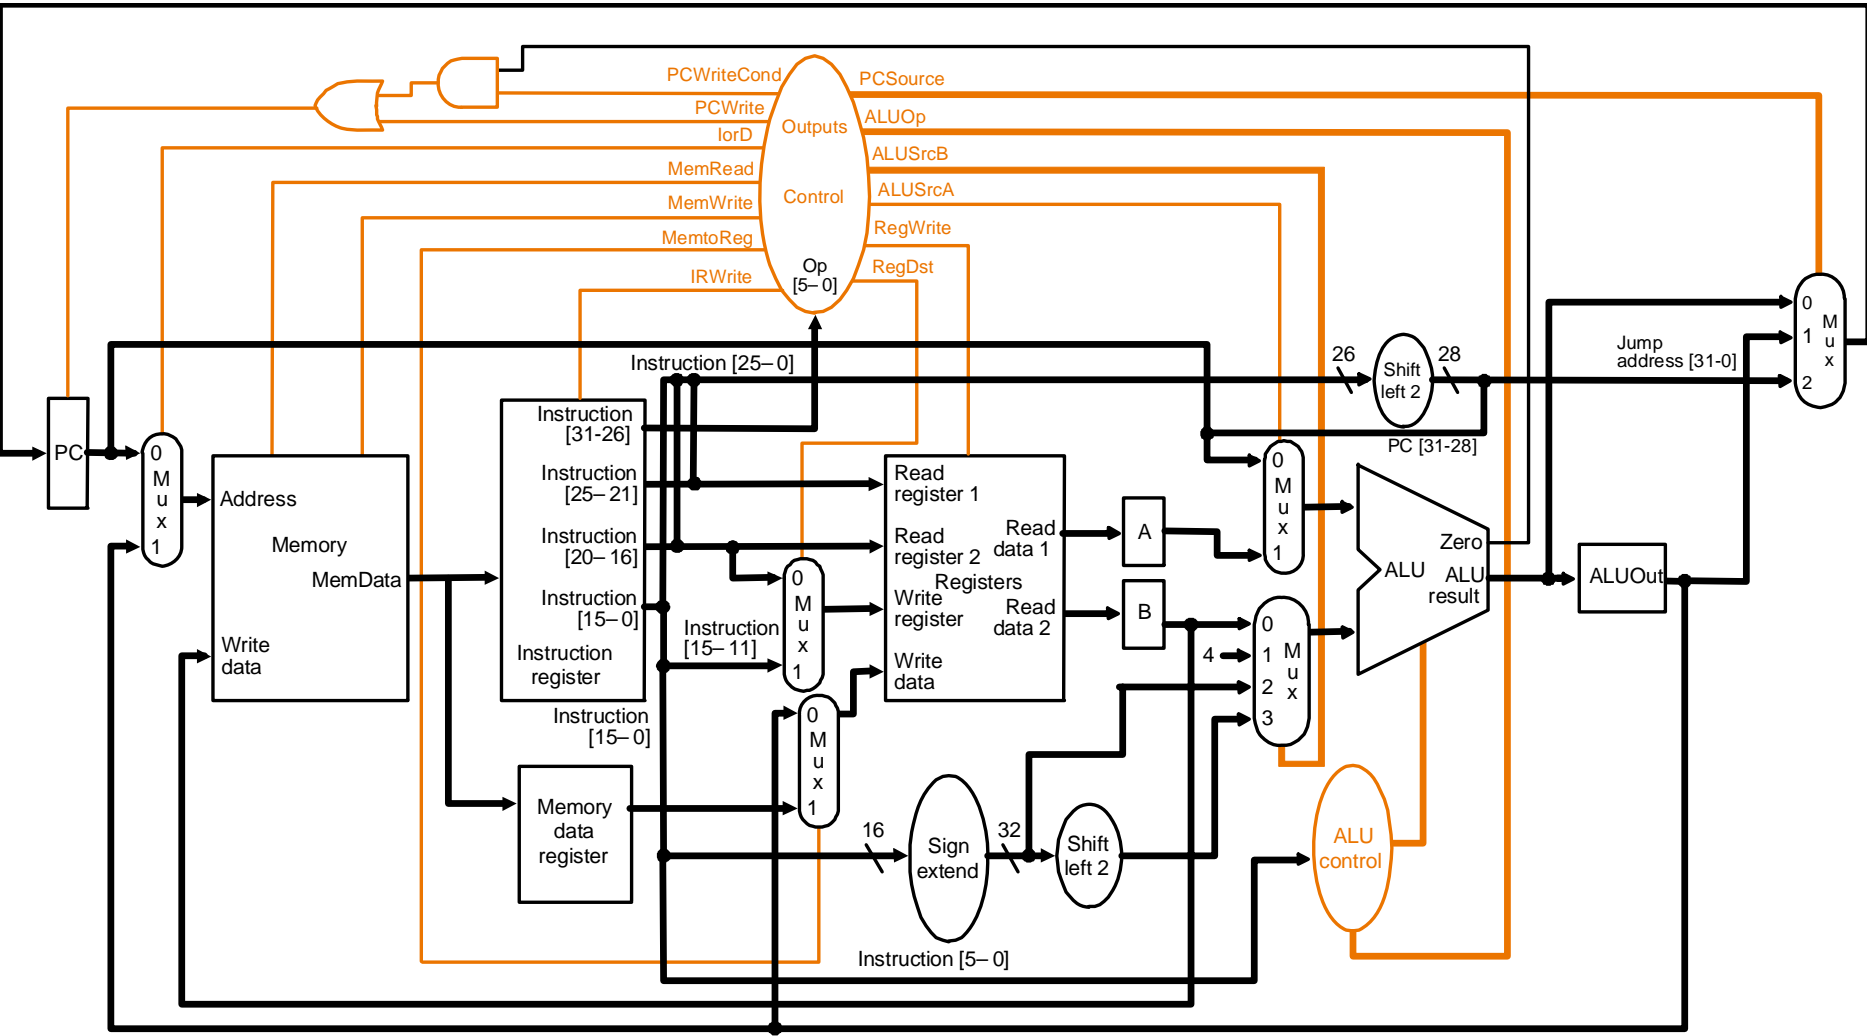 PCWriteCond
PCSource
PCWrite
ALUOp
Outputs
IorD
ALUSrcB
MemRead
ALUSrcA
Control
MemWrite
RegWrite
MemtoReg
RegDst
Op
[5–0]
IRWrite
Instruction [25–0]
26
28
Shift
left 2
Jump
address [31-0]
0
1
2
M
u
x
PC [31-28]
PC
0
M
u
x
1
Address
Memory
MemData
Write
data
Instruction
[31-26]
Instruction
[25–21]
Instruction
[20–16]
Instruction
[15–0]
Instruction
register
Instruction
[15–11]
0
M
u
x
1
Read
register 1
Read
register 2
Registers
Write
register
Write
data
Read
data 1
Read
data 2
A
B
0
M
u
x
1
4
0
1
2
3
M
u
x
Zero
ALU
ALU
result
ALUOut
Instruction
[15–0]
0
M
u
x
1
Memory
data
register
16
Sign
extend
32
Shift
left 2
ALU
control
Instruction [5–0]